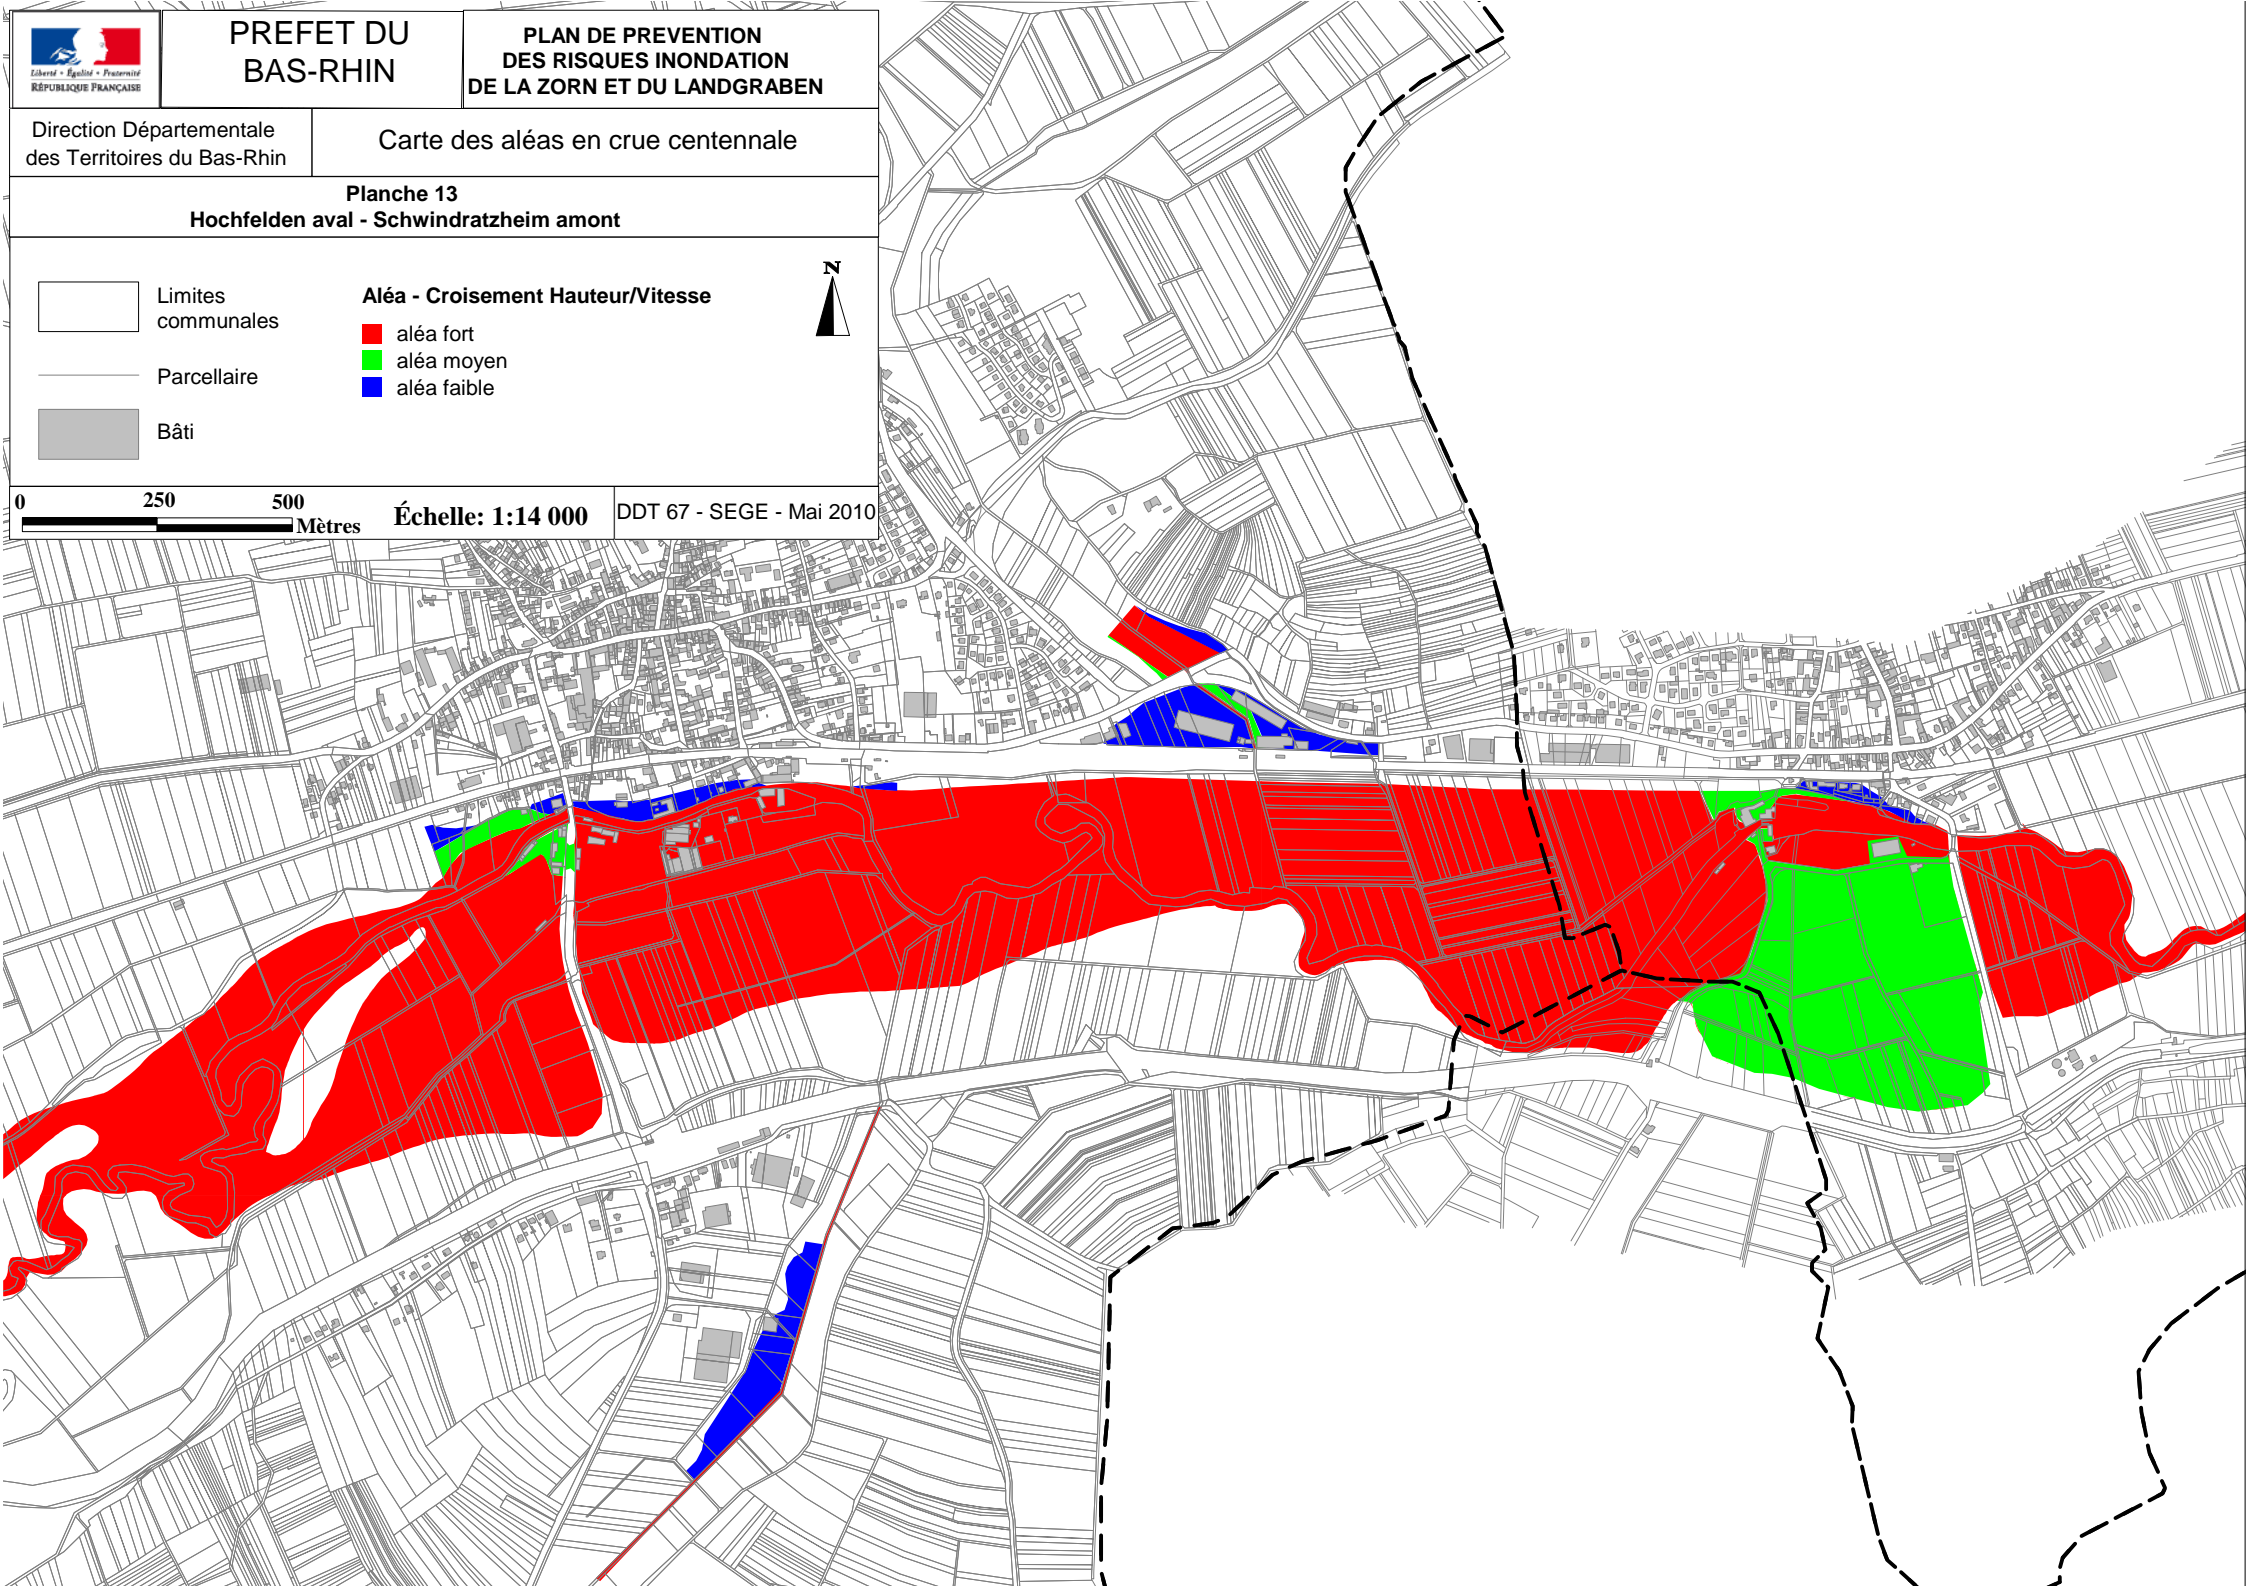 Liberté • Égalité • Fraternité
RÉPUBLIQUE FRANÇAISE
PREFET DU
BAS-RHIN
PLAN DE PREVENTION
DES RISQUES INONDATION
DE LA ZORN ET DU LANDGRABEN
Direction Départementale
des Territoires du Bas-Rhin
Carte des aléas en crue centennale
Planche 13
Hochfelden aval - Schwindratzheim amont
Limites
communales
Parcellaire
Bâti
Aléa - Croisement Hauteur/Vitesse
aléa fort
aléa moyen
aléa faible
N
0 250 500
Mètres
Échelle: 1:14 000
DDT 67 - SEGE - Mai 2010